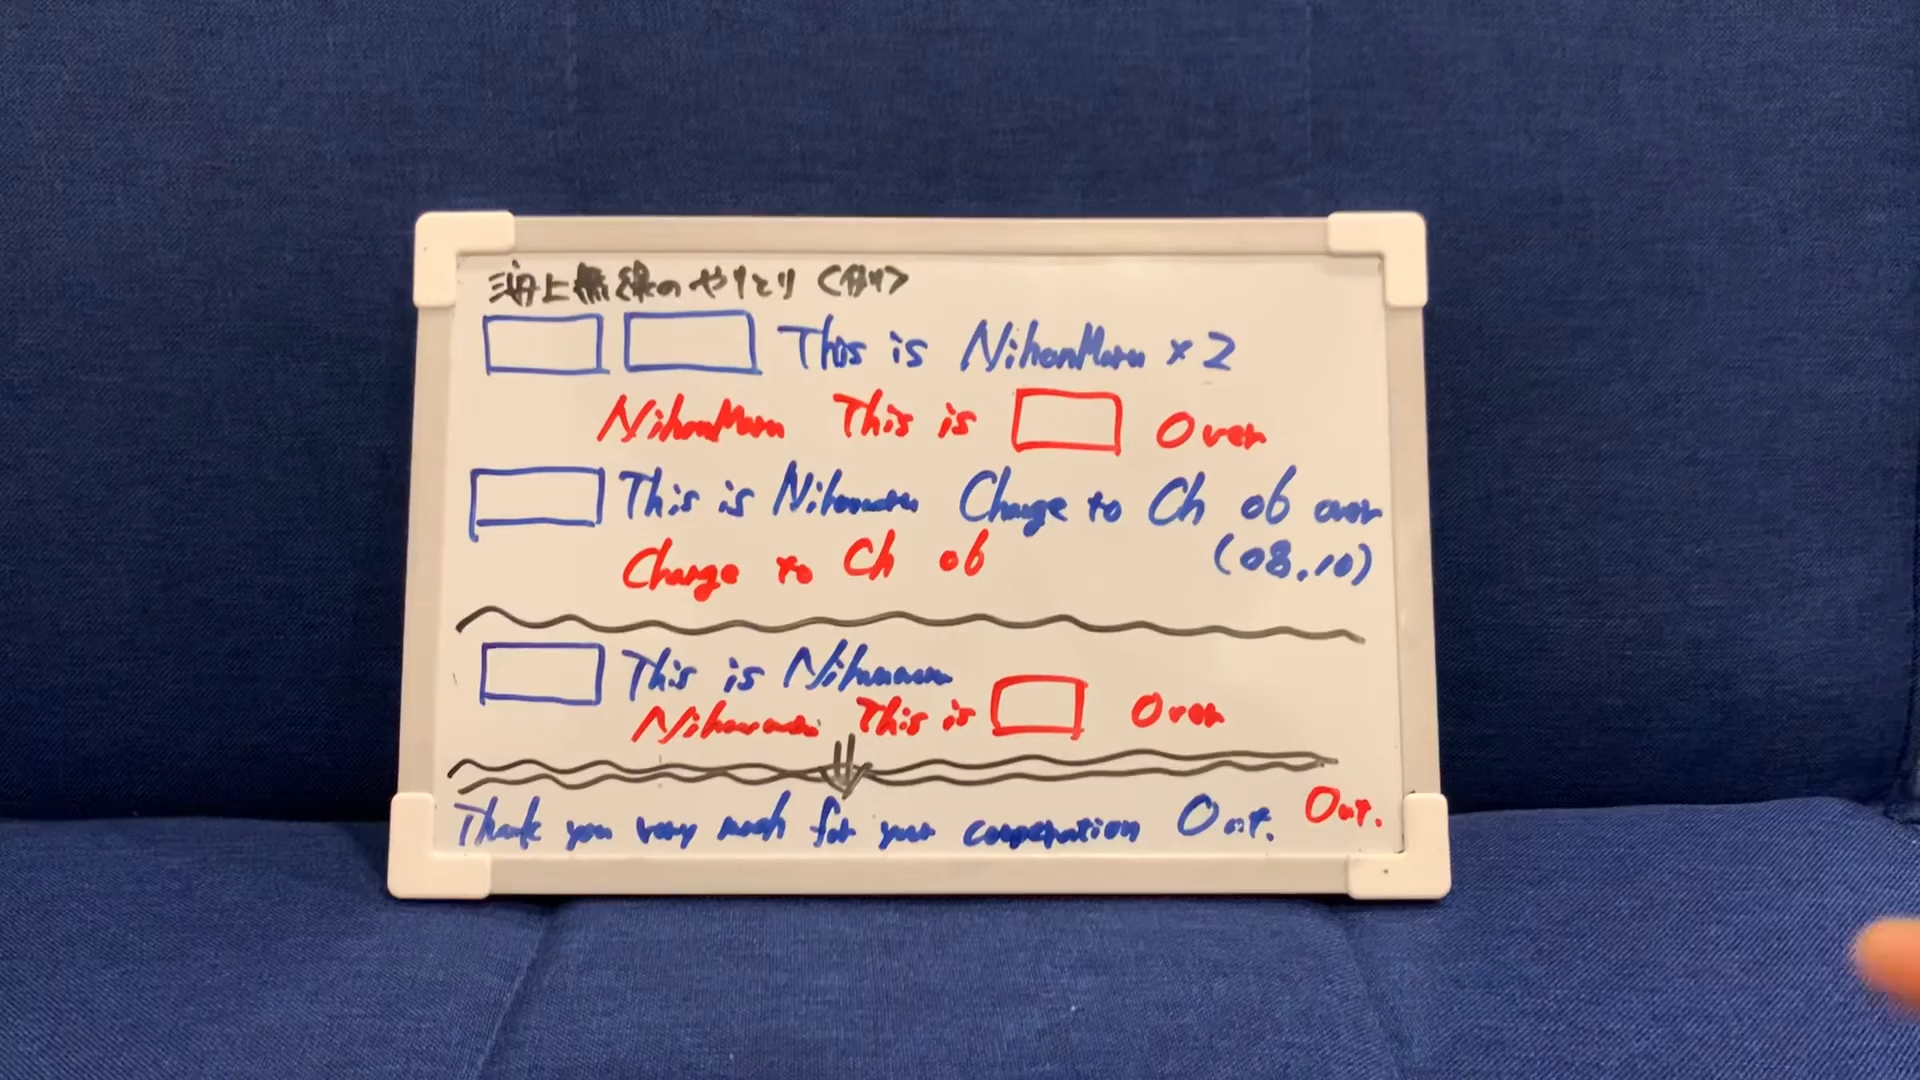 海上無線のやりとり <例>
This is NihonMaru × 2
NihonMaru This is Over
This is Nihonmaru Change to Ch 06 over
(08.10)
Change to Ch 06
This is Nihonmaru
Nihonmaru This is Over
Thank you very much for your cooperation Out. Out.